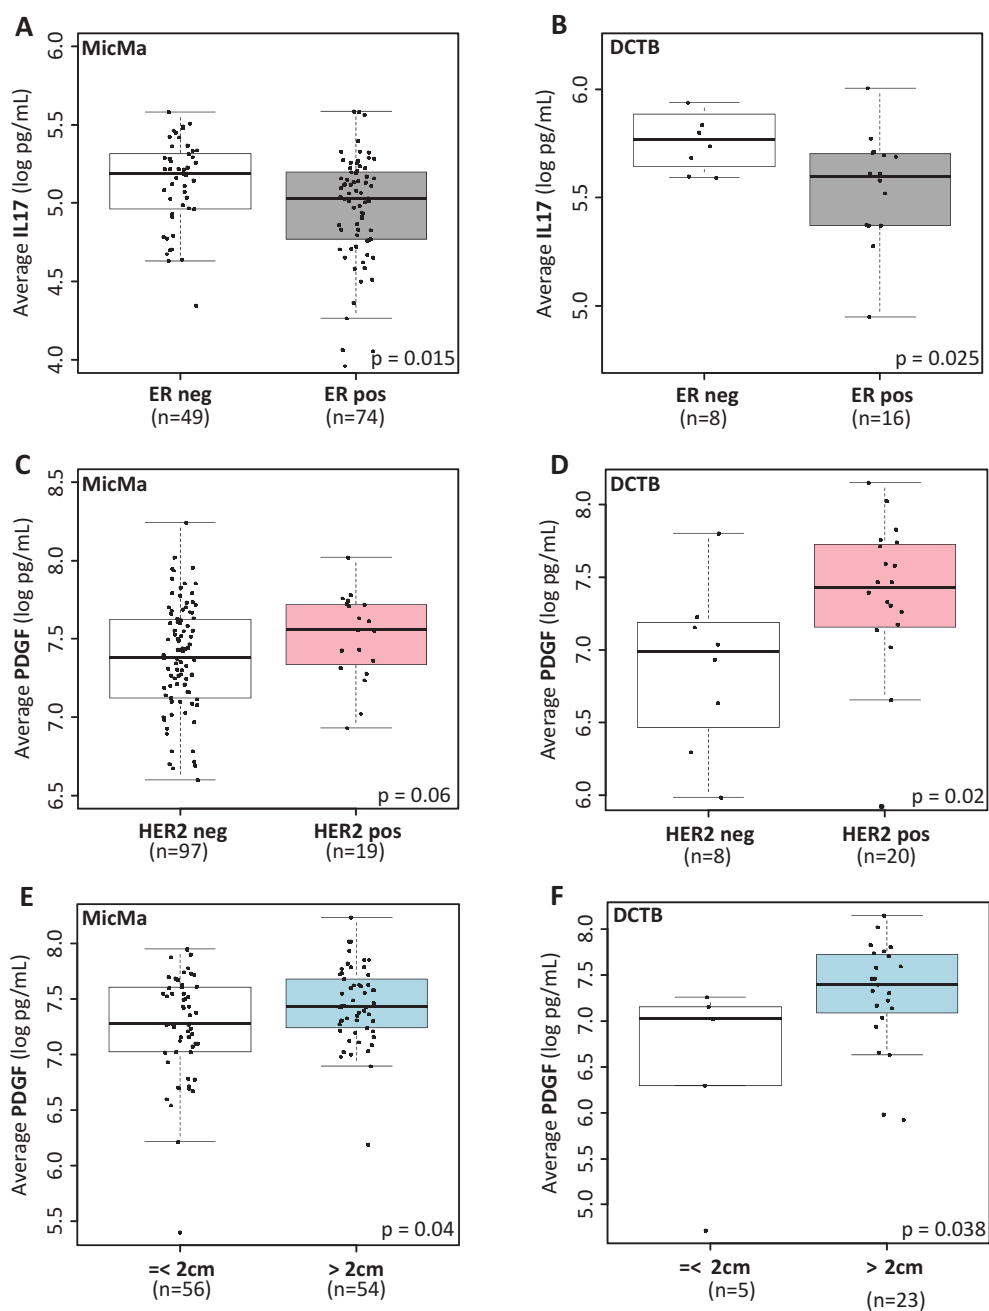 A
MicMa
Average IL17 (log pg/mL)
6.0
5.5
5.0
4.5
4.0
p = 0.015
ER neg
(n=49)
ER pos
(n=74)
B
DCTB
Average IL17 (log pg/mL)
6.0
5.5
5.0
p = 0.025
ER neg
(n=8)
ER pos
(n=16)
C
MicMa
Average PDGF (log pg/mL)
8.5
8.0
7.5
7.0
6.5
p = 0.06
HER2 neg
(n=97)
HER2 pos
(n=19)
D
DCTB
Average PDGF (log pg/mL)
8.0
7.5
7.0
6.5
6.0
p = 0.02
HER2 neg
(n=8)
HER2 pos
(n=20)
E
MicMa
Average PDGF (log pg/mL)
8.0
7.5
7.0
6.5
6.0
5.5
p = 0.04
=< 2cm
(n=56)
> 2cm
(n=54)
F
DCTB
Average PDGF (log pg/mL)
8.0
7.5
7.0
6.5
6.0
5.5
5.0
p = 0.038
=< 2cm
(n=5)
> 2cm
(n=23)